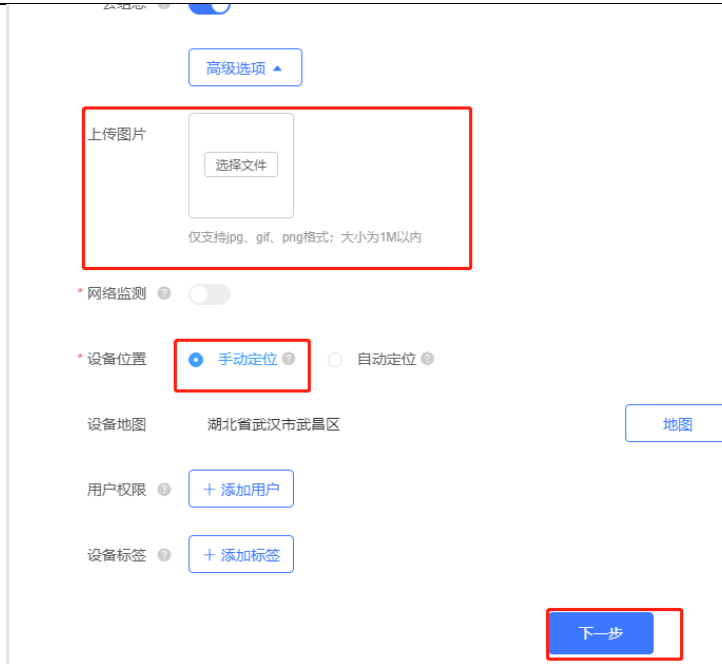 云组态
高级选项
上传图片
选择文件
仅支持jpg、gif、png格式；大小为1M以内
* 网络监测
* 设备位置 手动定位 自动定位
设备地图 湖北省武汉市武昌区 地图
用户权限 + 添加用户
设备标签 + 添加标签
下一步